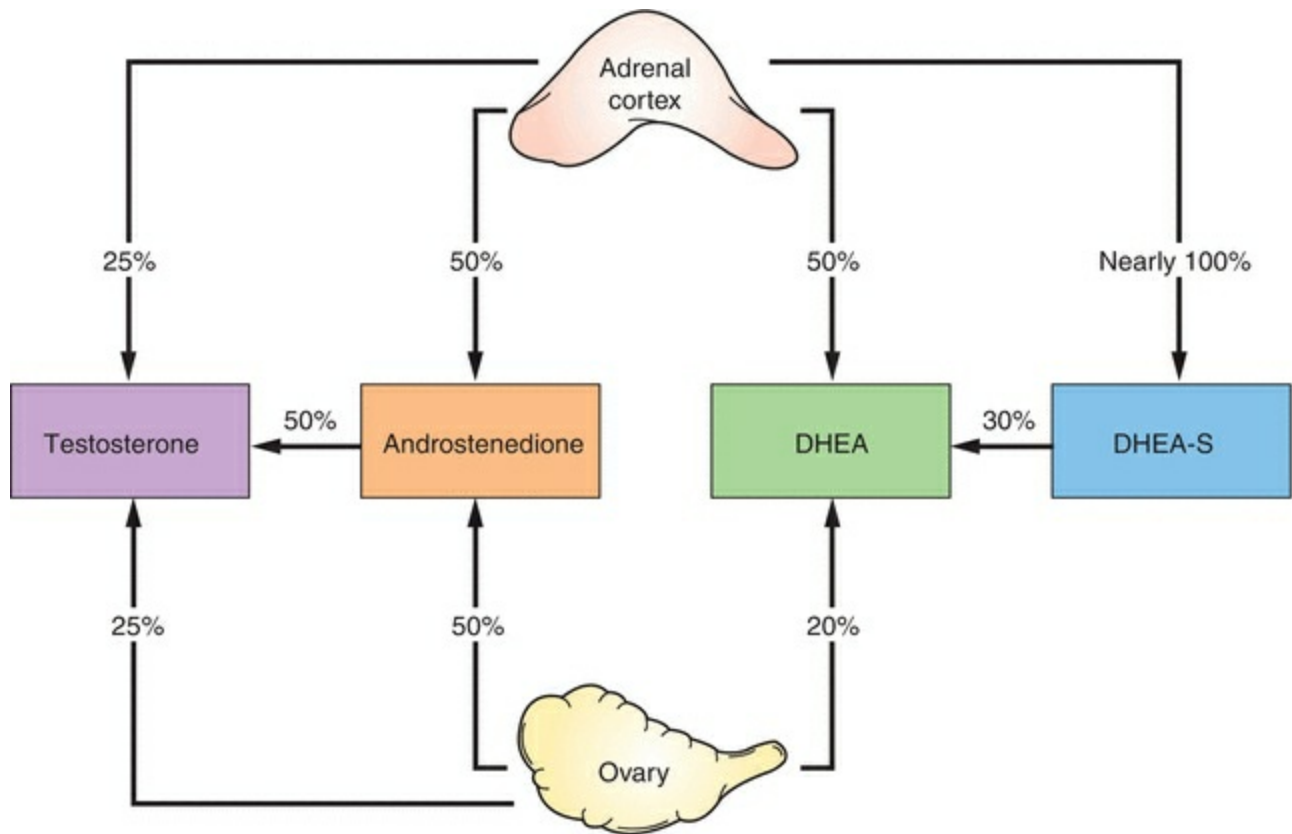 Adrenal
cortex
25%
50%
50%
Nearly 100%
Testosterone
50%
Androstenedione
DHEA
30%
DHEA-S
25%
50%
20%
Ovary